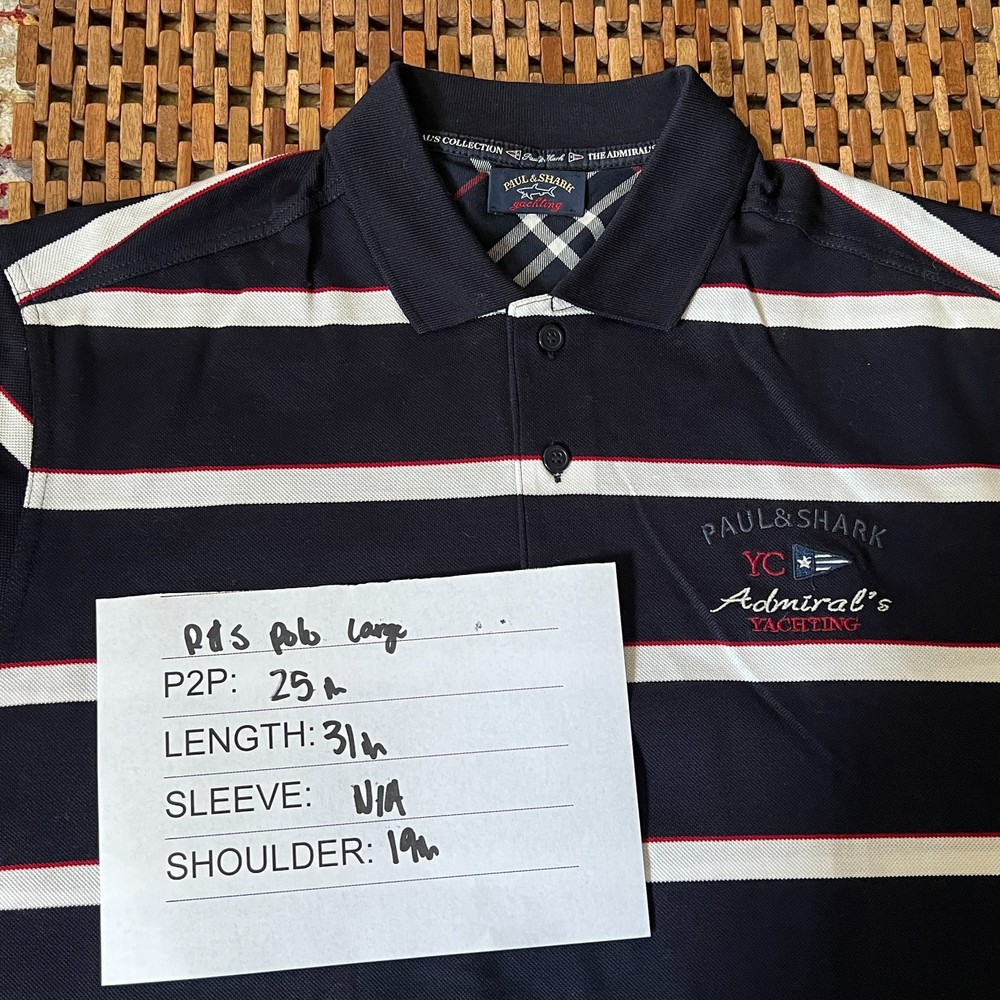 AL'S COLLECTION Paul & Shark THE ADMIRAL'S
PAUL & SHARK
yachting
PAUL&SHARK
YC
Admiral's
YACHTING
P&S Polo Large
P2P: 25in
LENGTH: 31in
SLEEVE: N/A
SHOULDER: 19in